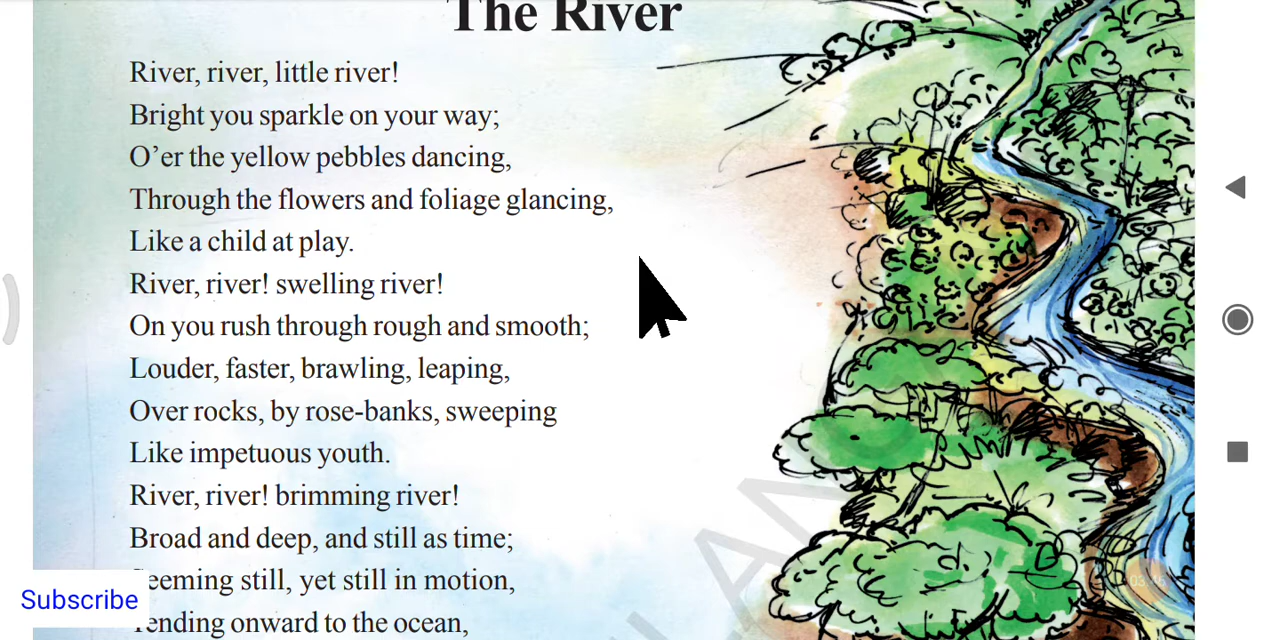 The River
River, river, little river!
Bright you sparkle on your way;
O'er the yellow pebbles dancing,
Through the flowers and foliage glancing,
Like a child at play.
River, river! swelling river!
On you rush through rough and smooth;
Louder, faster, brawling, leaping,
Over rocks, by rose-banks, sweeping
Like impetuous youth.
River, river! brimming river!
Broad and deep, and still as time;
Seeming still, yet still in motion,
Tending onward to the ocean,
Subscribe